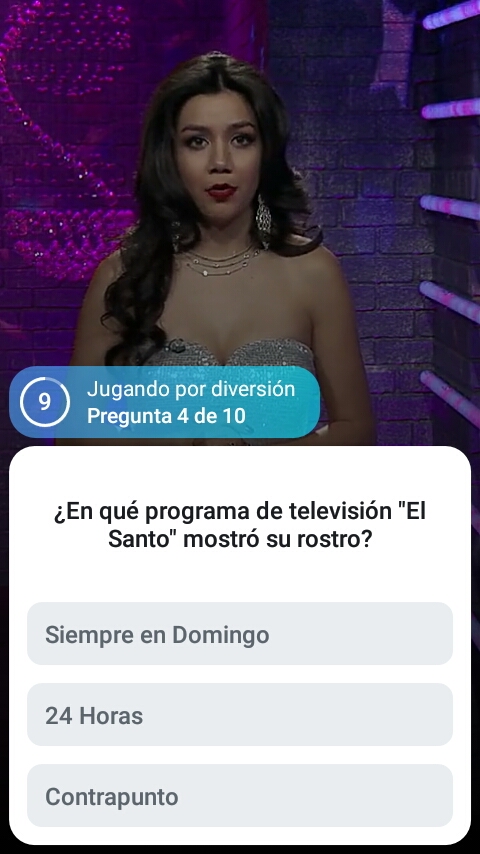 9
Jugando por diversión
Pregunta 4 de 10
¿En qué programa de televisión "El
Santo" mostró su rostro?
Siempre en Domingo
24 Horas
Contrapunto